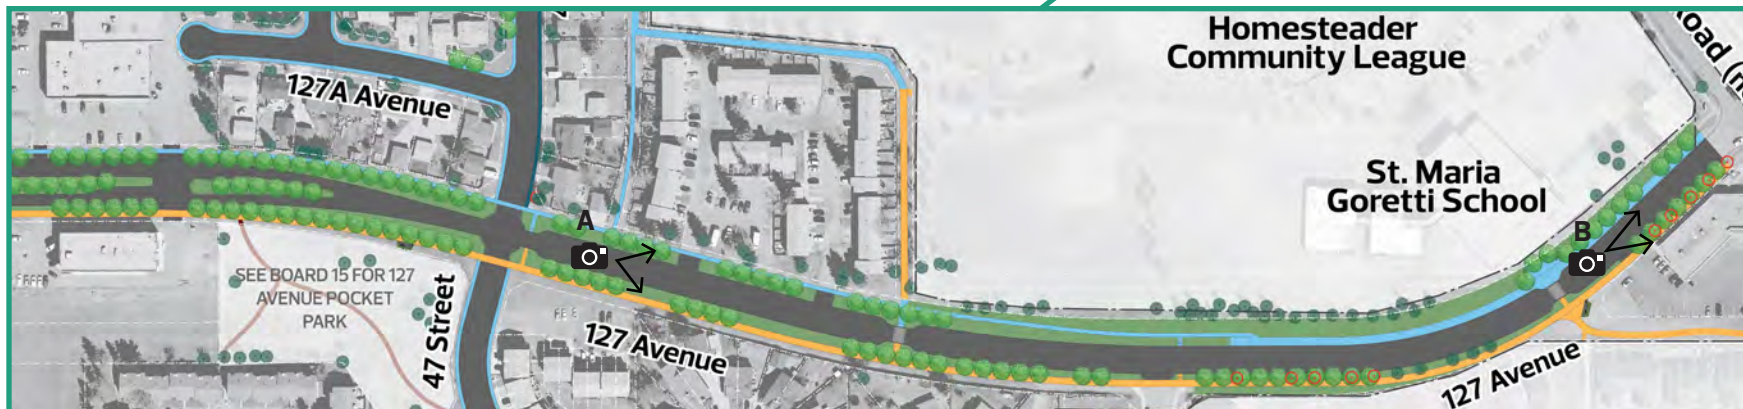 Homesteader
Community League
127A Avenue
St. Maria
Goretti School
A
B
SEE BOARD 15 FOR 127
AVENUE POCKET
PARK
47 Street
127 Avenue
127 Avenue